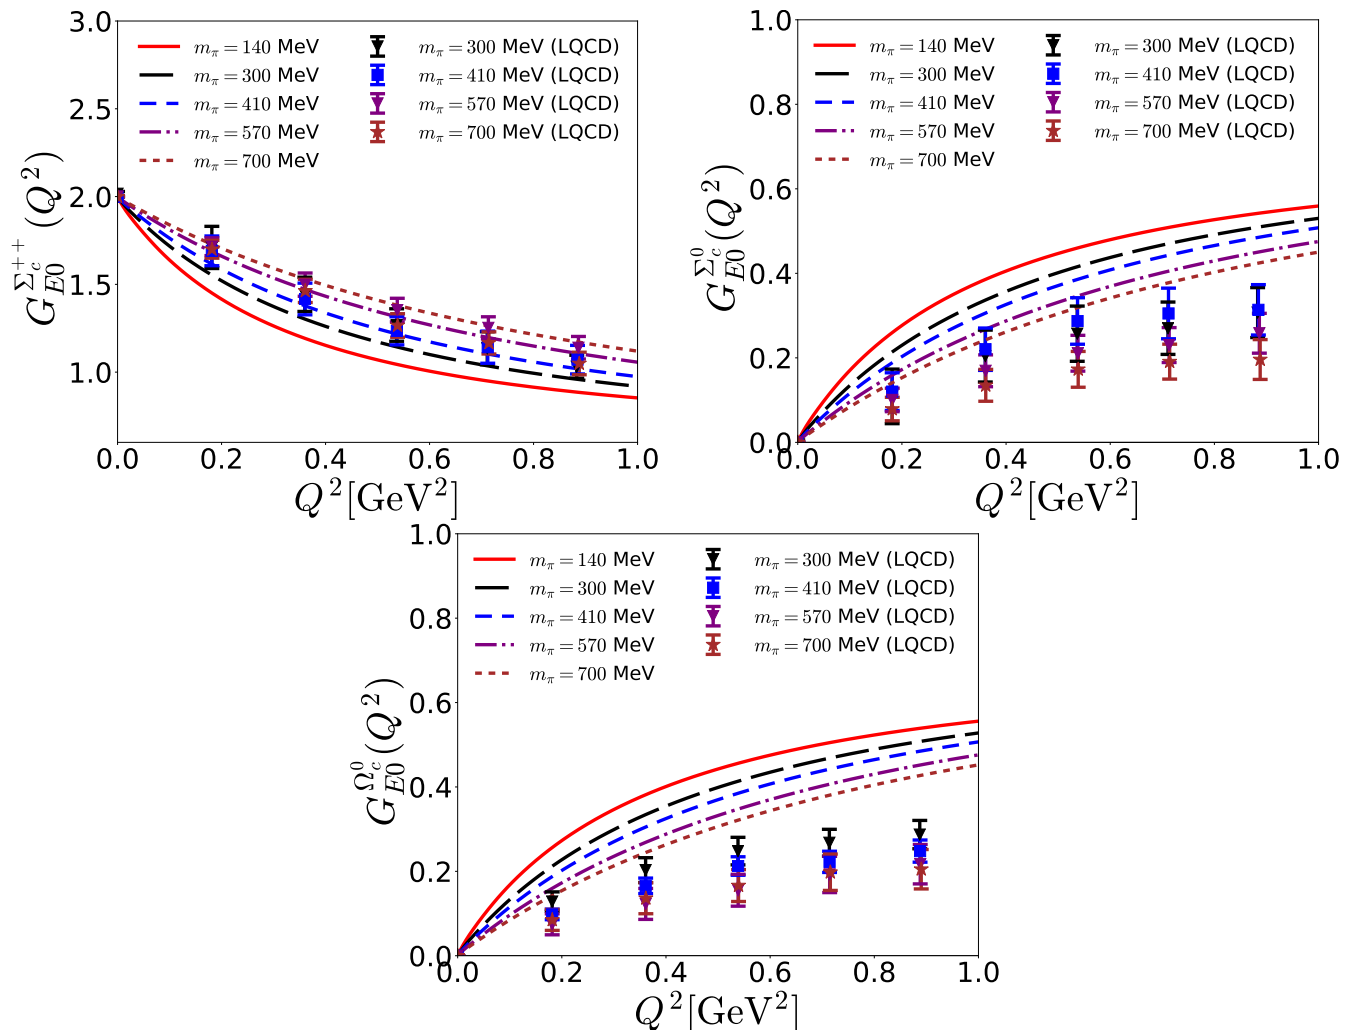 G_{E0}^{Σ_c^{++}}(Q^2)
3.0
2.5
2.0
1.5
1.0
m_π = 140 MeV
m_π = 300 MeV
m_π = 410 MeV
m_π = 570 MeV
m_π = 700 MeV
m_π = 300 MeV (LQCD)
m_π = 410 MeV (LQCD)
m_π = 570 MeV (LQCD)
m_π = 700 MeV (LQCD)
0.0 0.2 0.4 0.6 0.8 1.0
Q^2[GeV^2]
G_{E0}^{Σ_c^0}(Q^2)
1.0
0.8
0.6
0.4
0.2
0.0
m_π = 140 MeV
m_π = 300 MeV
m_π = 410 MeV
m_π = 570 MeV
m_π = 700 MeV
m_π = 300 MeV (LQCD)
m_π = 410 MeV (LQCD)
m_π = 570 MeV (LQCD)
m_π = 700 MeV (LQCD)
0.0 0.2 0.4 0.6 0.8 1.0
Q^2[GeV^2]
G_{E0}^{Ω_c^0}(Q^2)
1.0
0.8
0.6
0.4
0.2
0.0
m_π = 140 MeV
m_π = 300 MeV
m_π = 410 MeV
m_π = 570 MeV
m_π = 700 MeV
m_π = 300 MeV (LQCD)
m_π = 410 MeV (LQCD)
m_π = 570 MeV (LQCD)
m_π = 700 MeV (LQCD)
0.0 0.2 0.4 0.6 0.8 1.0
Q^2[GeV^2]